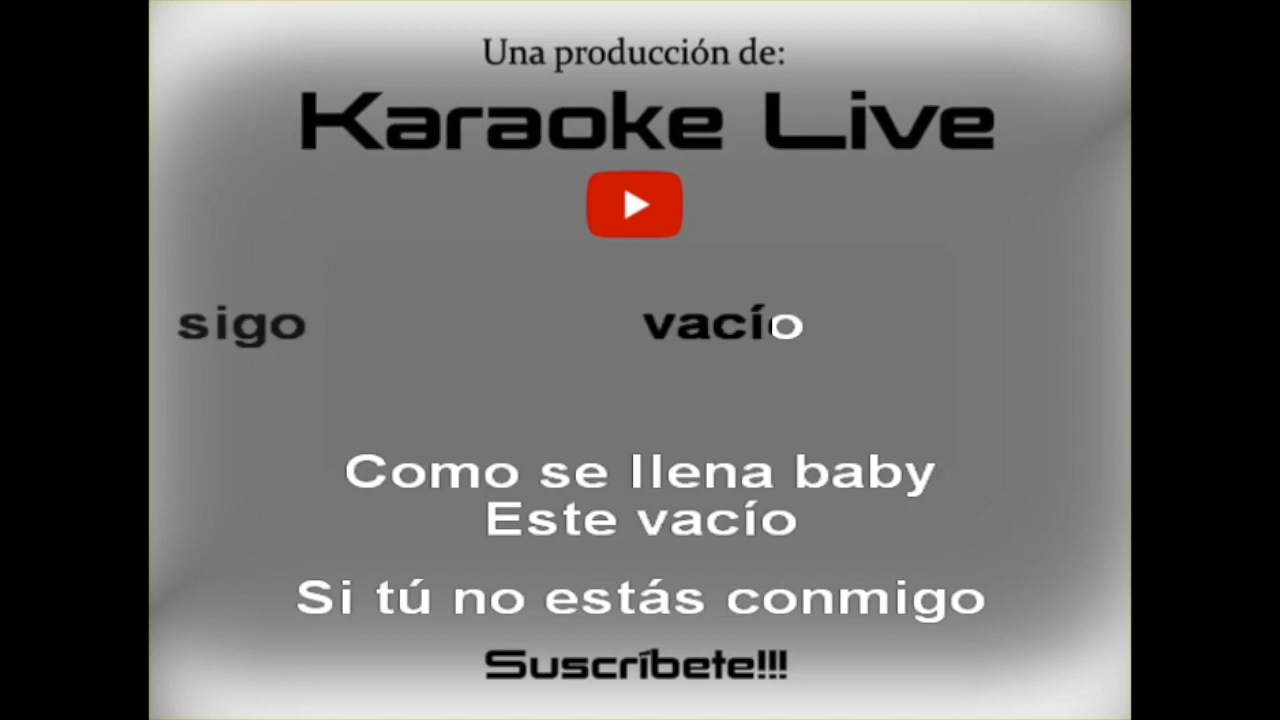 Una producción de:
Karaoke Live
sigo vacío
Como se llena baby
Este vacío
Si tú no estás conmigo
Suscríbete!!!